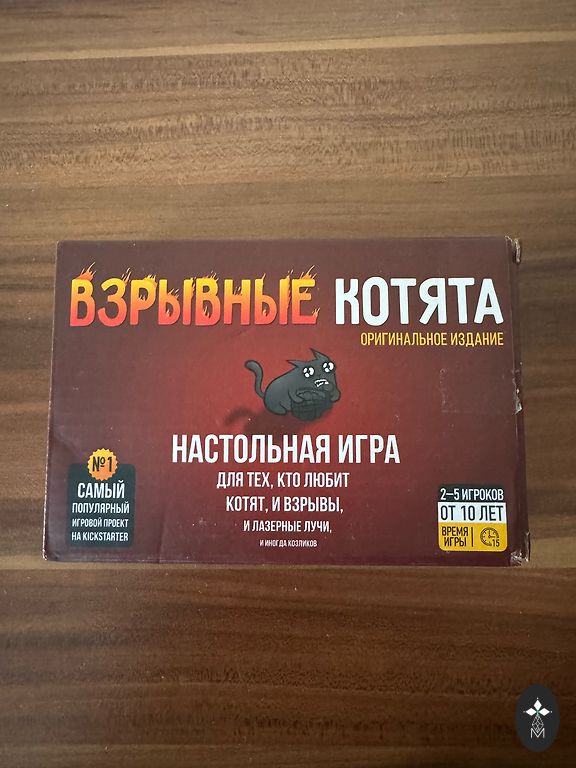 ВЗРЫВНЫЕ КОТЯТА
ОРИГИНАЛЬНОЕ ИЗДАНИЕ
НАСТОЛЬНАЯ ИГРА
ДЛЯ ТЕХ, КТО ЛЮБИТ
КОТЯТ, И ВЗРЫВЫ,
И ЛАЗЕРНЫЕ ЛУЧИ,
И ИНОГДА КОЗЛИКОВ
№1
САМЫЙ
ПОПУЛЯРНЫЙ
ИГРОВОЙ ПРОЕКТ
НА KICKSTARTER
2–5 ИГРОКОВ
ОТ 10 ЛЕТ
ВРЕМЯ
ИГРЫ
15
M